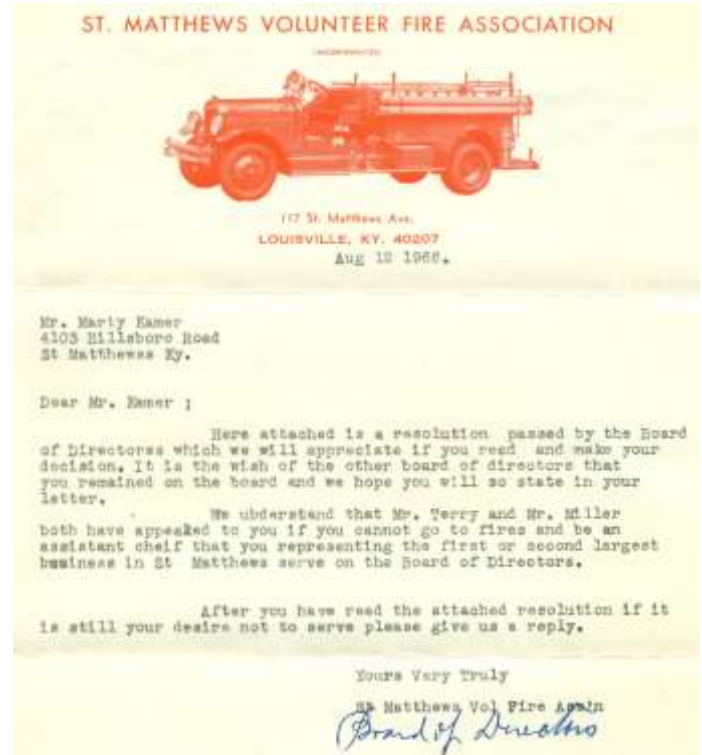 ST. MATTHEWS VOLUNTEER FIRE ASSOCIATION
INCORPORATED
117 St. Matthews Ave.
LOUISVILLE, KY. 40207
Aug 12 1968.
Mr. Marty Kamer
4103 Hillsboro Road
St Matthewss Ky.
Dear Mr. Kamer ;
Here attached is a resolution passed by the Board
of Directorss which we will appreciate if you read and make your
decision. It is the wish of the other board of directors that
you remained on the board and we hope you will so state in your
letter.
We ubderstand that Mr. Terry and Mr. Miller
both have appealed to you if you cannot go to fires and be an
assistant cheif that you representing the first or second largest
business in St Matthews serve on the Board of Directors.
After you have read the attached resolution if it
is still your desire not to serve please give us a reply.
Yours Very Truly
St Matthews Vol Fire
Board of Directors